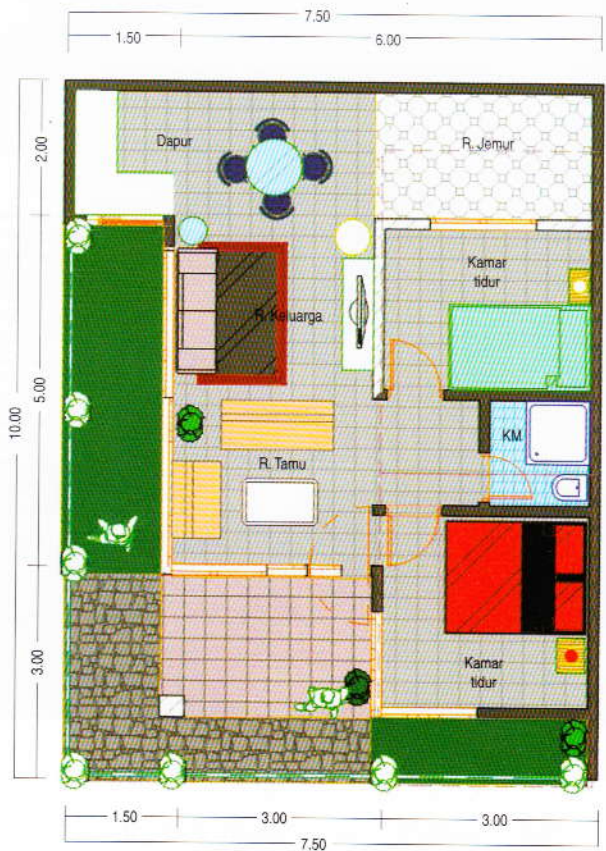 7.50
1.50
6.00
2.00
Dapur
R. Jemur
Kamar
tidur
R. Keluarga
5.00
10.00
KM
R. Tamu
3.00
Kamar
tidur
1.50
3.00
3.00
7.50